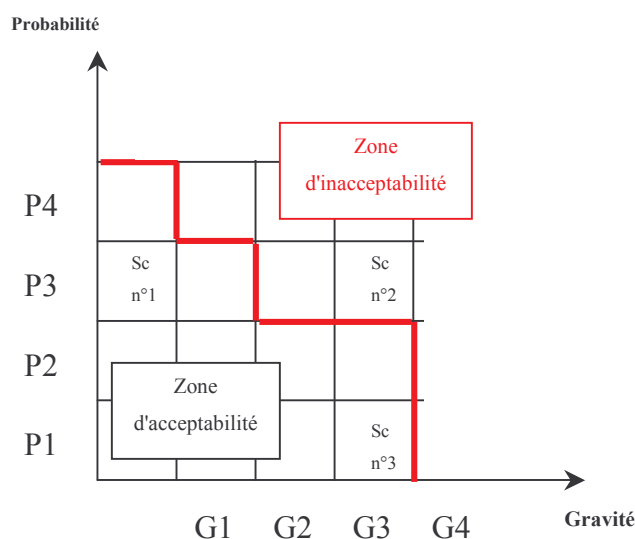 Probabilité
Zone
d'inacceptabilité
P4
Sc
n°1
Sc
n°2
P3
P2
Zone
d'acceptabilité
P1
Sc
n°3
G1 G2 G3 G4
Gravité